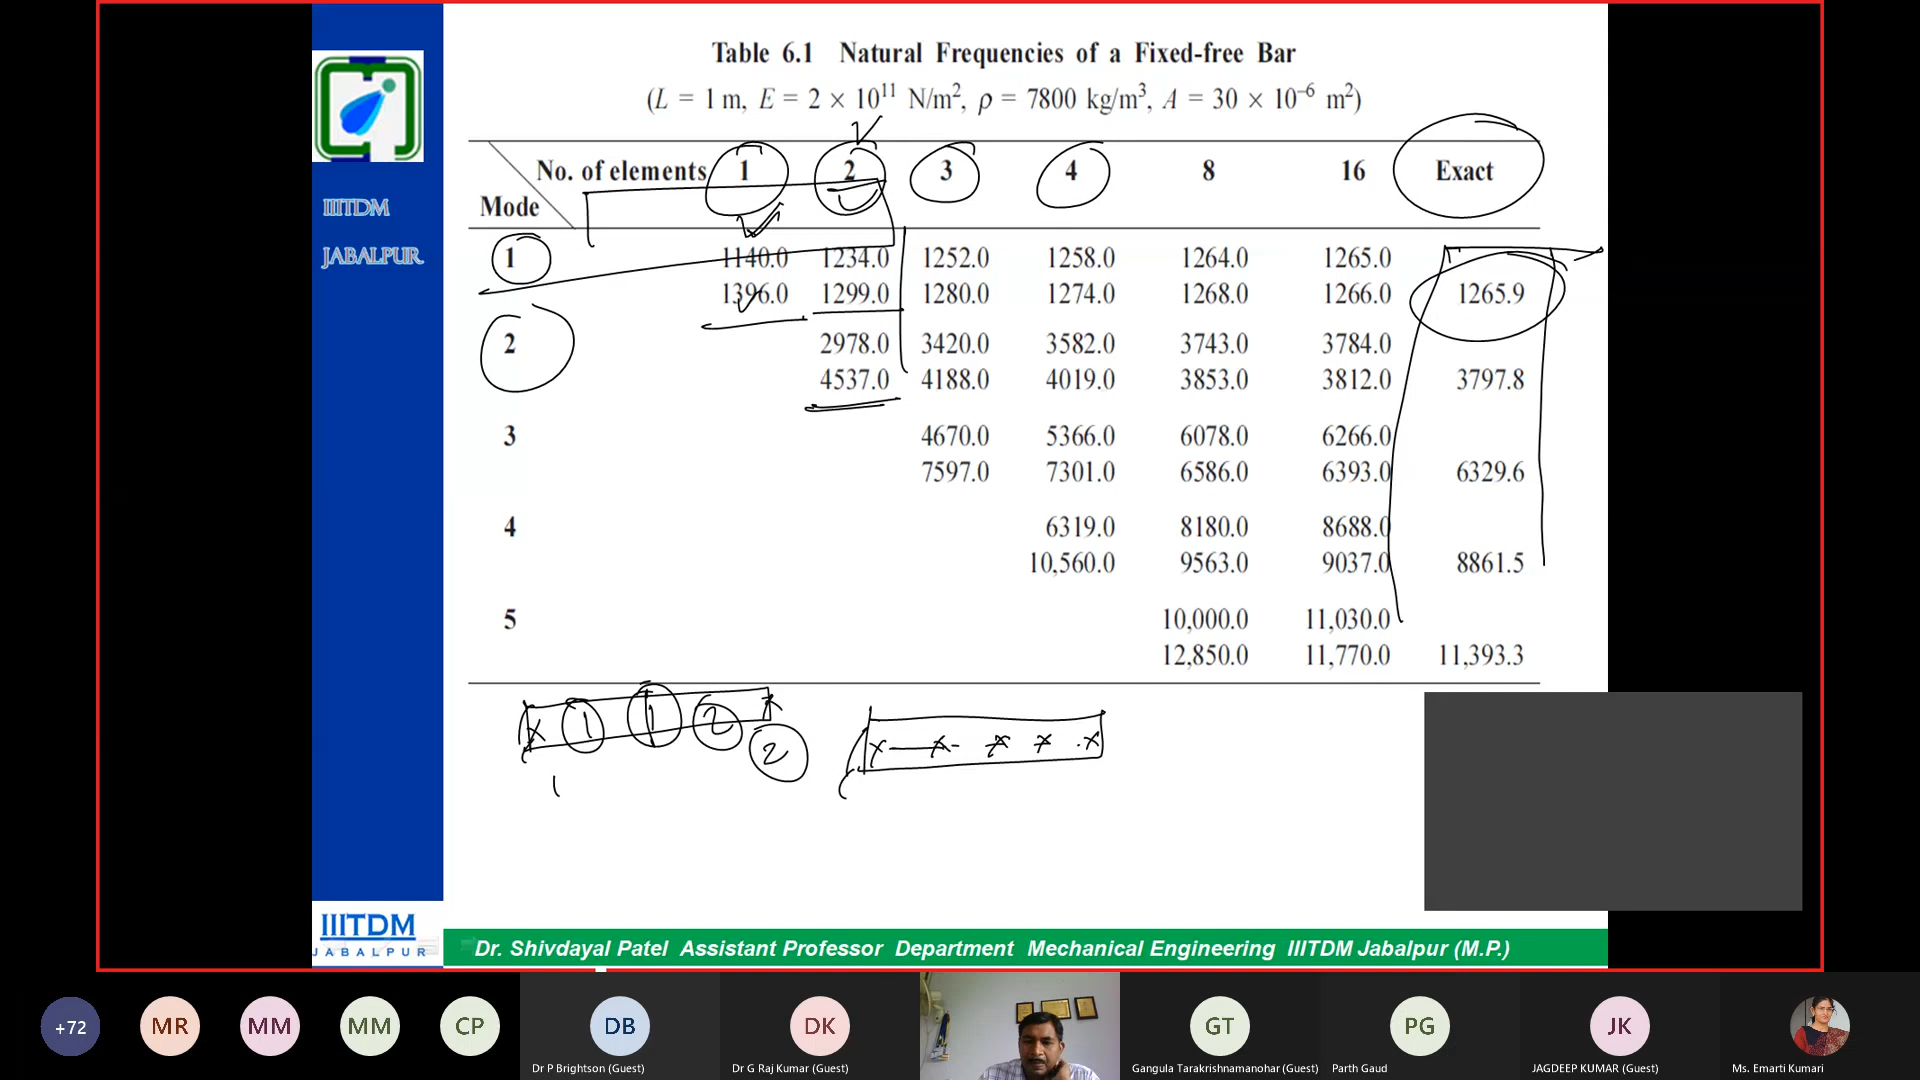 Table 6.1 Natural Frequencies of a Fixed-free Bar
(L = 1 m, E = 2 × 10¹¹ N/m², ρ = 7800 kg/m³, A = 30 × 10⁻⁶ m²)
No. of elements 1 2 3 4 8 16 Exact
Mode
1 1140.0 1234.0 1252.0 1258.0 1264.0 1265.0
1396.0 1299.0 1280.0 1274.0 1268.0 1266.0 1265.9
2 2978.0 3420.0 3582.0 3743.0 3784.0
4537.0 4188.0 4019.0 3853.0 3812.0 3797.8
3 4670.0 5366.0 6078.0 6266.0
7597.0 7301.0 6586.0 6393.0 6329.6
4 6319.0 8180.0 8688.0
10,560.0 9563.0 9037.0 8861.5
5 10,000.0 11,030.0
12,850.0 11,770.0 11,393.3
x 1 1 2 x
2
1
x x x x x
IIITDM
JABALPUR
IIITDM
JABALPUR
Dr. Shivdayal Patel Assistant Professor Department Mechanical Engineering IIITDM Jabalpur (M.P.)
+72 MR MM MM CP DB DK GT PG JK
Dr P Brightson (Guest) Dr G Raj Kumar (Guest) Gangula Tarakrishnamanohar (Guest) Parth Gaud JAGDEEP KUMAR (Guest) Ms. Emarti Kumari